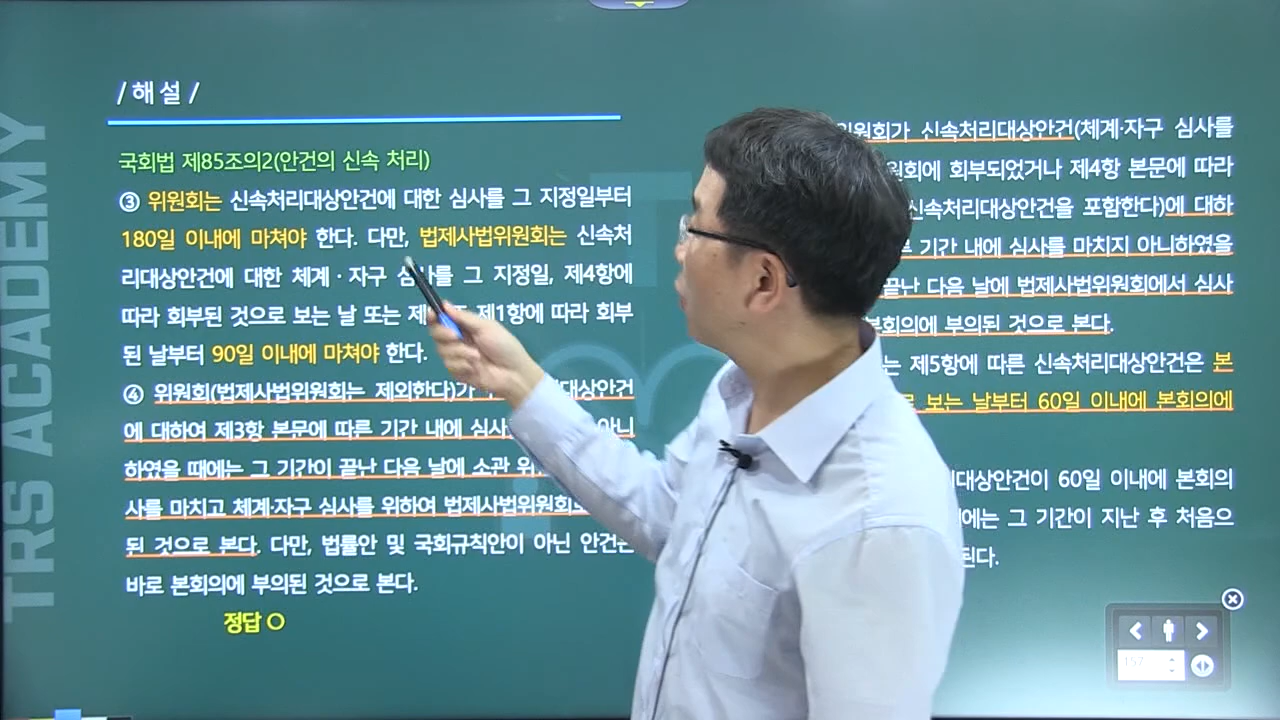 / 해 설 /
국회법 제85조의2(안건의 신속 처리)
③ 위원회는 신속처리대상안건에 대한 심사를 그 지정일부터
180일 이내에 마쳐야 한다. 다만, 법제사법위원회는 신속처
리대상안건에 대한 체계·자구 심사를 그 지정일, 제4항에
따라 회부된 것으로 보는 날 또는 제1항에 따라 회부
된 날부터 90일 이내에 마쳐야 한다.
④ 위원회(법제사법위원회는 제외한다)가 대상안건
에 대하여 제3항 본문에 따른 기간 내에 심사 아니
하였을 때에는 그 기간이 끝난 다음 날에 소관
사를 마치고 체계·자구 심사를 위하여 법제사법위원회
된 것으로 본다. 다만, 법률안 및 국회규칙안이 아닌 안건은
바로 본회의에 부의된 것으로 본다.
정답 O
위원회가 신속처리대상안건(체계·자구 심사를
회부되었거나 제4항 본문에 따라
신속처리대상안건을 포함한다)에 대하
기간 내에 심사를 마치지 아니하였을
끝난 다음 날에 법제사법위원회에서 심사
본회의에 부의된 것으로 본다.
제5항에 따른 신속처리대상안건은 본
보는 날부터 60일 이내에 본회의에
대상안건이 60일 이내에 본회의
에는 그 기간이 지난 후 처음으
된다.
TRS ACADEMY
157